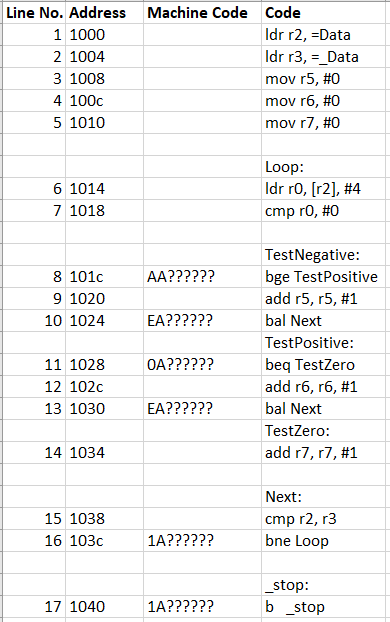 Line No. Address Machine Code Code
1 1000 ldr r2, =Data
2 1004 ldr r3, =_Data
3 1008 mov r5, #0
4 100c mov r6, #0
5 1010 mov r7, #0
Loop:
6 1014 ldr r0, [r2], #4
7 1018 cmp r0, #0
TestNegative:
8 101c AA?????? bge TestPositive
9 1020 add r5, r5, #1
10 1024 EA?????? bal Next
TestPositive:
11 1028 0A?????? beq TestZero
12 102c add r6, r6, #1
13 1030 EA?????? bal Next
TestZero:
14 1034 add r7, r7, #1
Next:
15 1038 cmp r2, r3
16 103c 1A?????? bne Loop
_stop:
17 1040 1A?????? b _stop